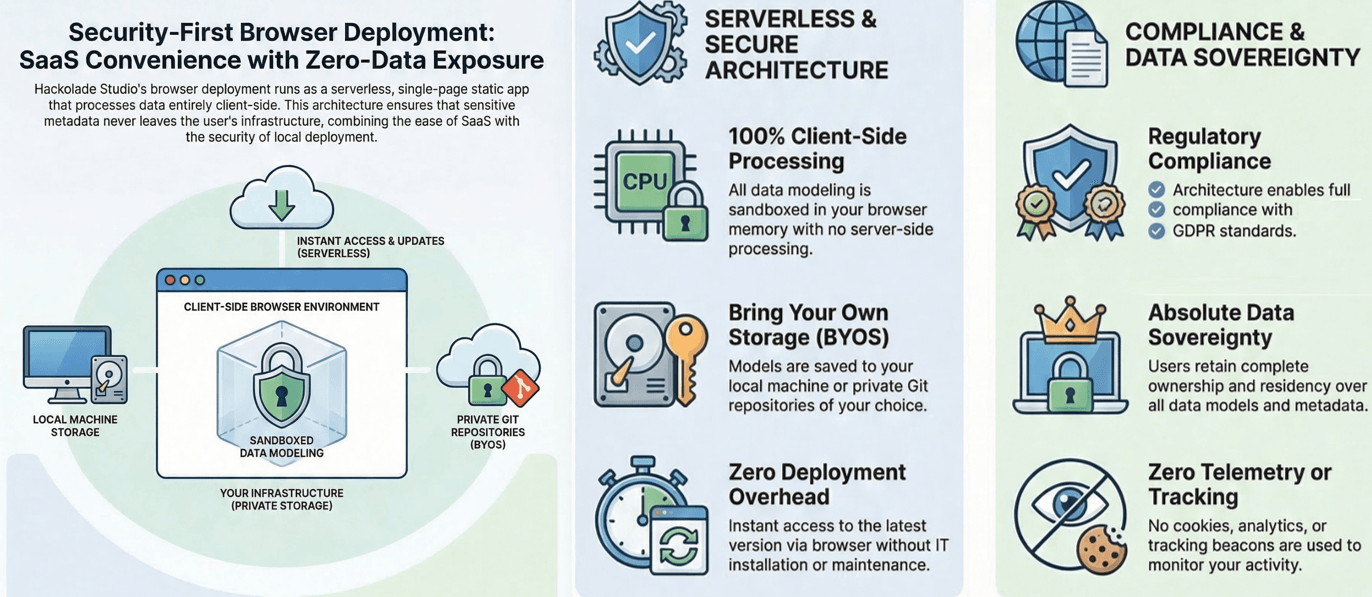 Security-First Browser Deployment:
SaaS Convenience with Zero-Data Exposure
Hackolade Studio's browser deployment runs as a serverless, single-page static app
that processes data entirely client-side. This architecture ensures that sensitive
metadata never leaves the user's infrastructure, combining the ease of SaaS with
the security of local deployment.
INSTANT ACCESS & UPDATES
(SERVERLESS)
CLIENT-SIDE BROWSER ENVIRONMENT
SANDBOXED
DATA MODELING
LOCAL MACHINE
STORAGE
PRIVATE GIT
REPOSITORIES
(BYOS)
YOUR INFRASTRUCTURE
(PRIVATE STORAGE)
SERVERLESS &
SECURE
ARCHITECTURE
CPU
100% Client-Side
Processing
All data modeling is
sandboxed in your browser
memory with no server-side
processing.
Bring Your Own
Storage (BYOS)
Models are saved to your
local machine or private Git
repositories of your choice.
Zero Deployment
Overhead
Instant access to the latest
version via browser without IT
installation or maintenance.
COMPLIANCE &
DATA SOVEREIGNTY
Regulatory
Compliance
Architecture enables full
compliance with
GDPR standards.
Absolute Data
Sovereignty
Users retain complete
ownership and residency over
all data models and metadata.
Zero Telemetry or
Tracking
No cookies, analytics, or
tracking beacons are used to
monitor your activity.